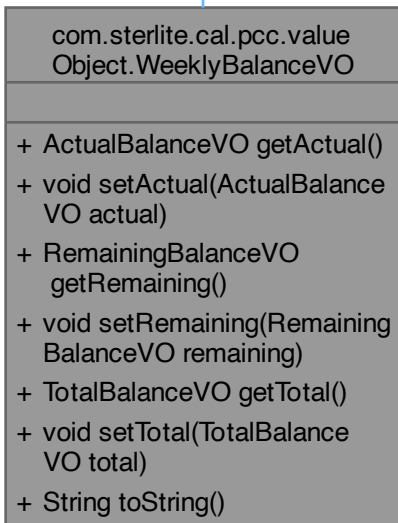 com.sterlite.cal.pcc.value
Object.WeeklyBalanceVO
+ ActualBalanceVO getActual()
+ void setActual(ActualBalance
VO actual)
+ RemainingBalanceVO
getRemaining()
+ void setRemaining(Remaining
BalanceVO remaining)
+ TotalBalanceVO getTotal()
+ void setTotal(TotalBalance
VO total)
+ String toString()